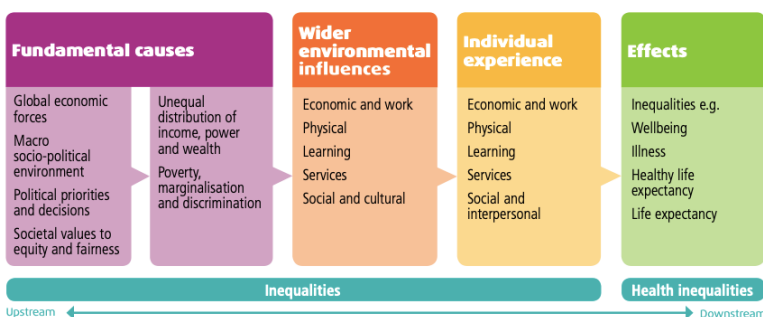 Fundamental causes
Global economic
forces
Macro
socio-political
environment
Political priorities
and decisions
Societal values to
equity and fairness
Unequal
distribution of
income, power
and wealth
Poverty,
marginalisation
and discrimination
Wider
environmental
influences
Economic and work
Physical
Learning
Services
Social and cultural
Individual
experience
Economic and work
Physical
Learning
Services
Social and
interpersonal
Effects
Inequalities e.g.
Wellbeing
Illness
Healthy life
expectancy
Life expectancy
Inequalities
Health inequalities
Upstream
Downstream